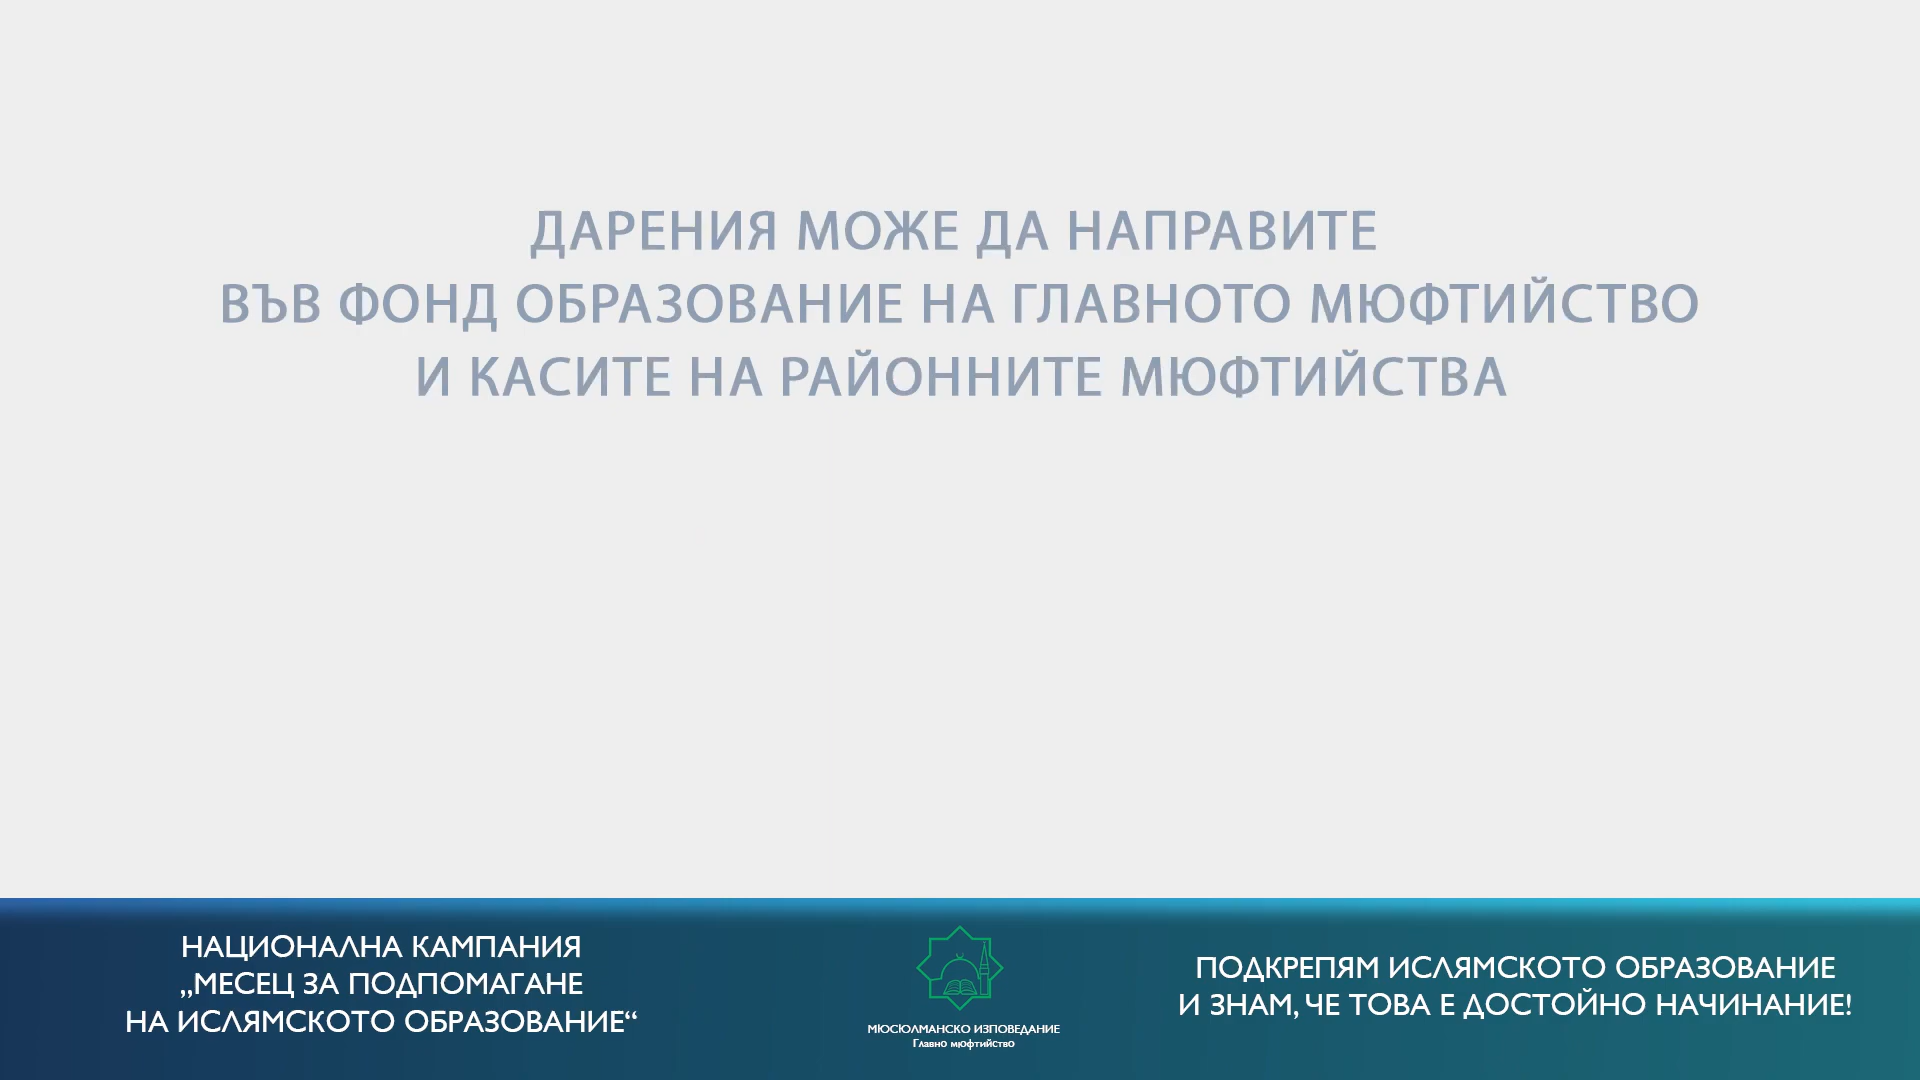 ДАРЕНИЯ МОЖЕ ДА НАПРАВИТЕ
ВЪВ ФОНД ОБРАЗОВАНИЕ НА ГЛАВНОТО МЮФТИЙСТВО
И КАСИТЕ НА РАЙОННИТЕ МЮФТИЙСТВА
НАЦИОНАЛНА КАМПАНИЯ
„МЕСЕЦ ЗА ПОДПОМАГАНЕ
НА ИСЛЯМСКОТО ОБРАЗОВАНИЕ“
МЮСЮЛМАНСКО ИЗПОВЕДАНИЕ
Главно мюфтийство
ПОДКРЕПЯМ ИСЛЯМСКОТО ОБРАЗОВАНИЕ
И ЗНАМ, ЧЕ ТОВА Е ДОСТОЙНО НАЧИНАНИЕ!